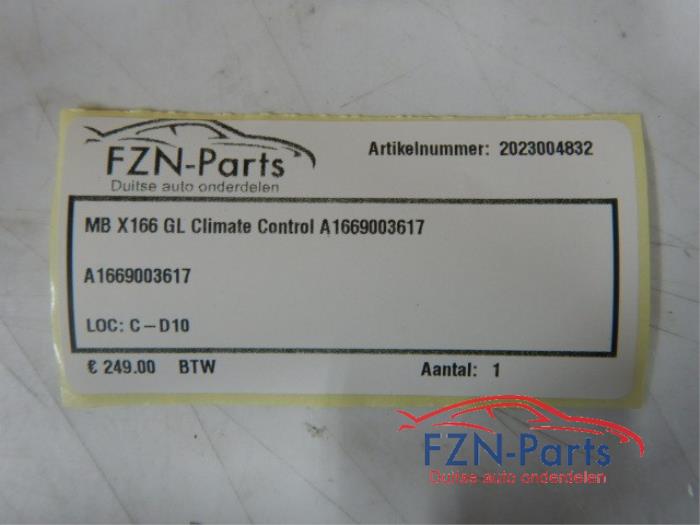 FZN-Parts
Duitse auto onderdelen
Artikelnummer: 2023004832
MB X166 GL Climate Control A1669003617
A1669003617
LOC: C-D10
€ 249.00 BTW
Aantal: 1
FZN-Parts
Duitse auto onderdelen